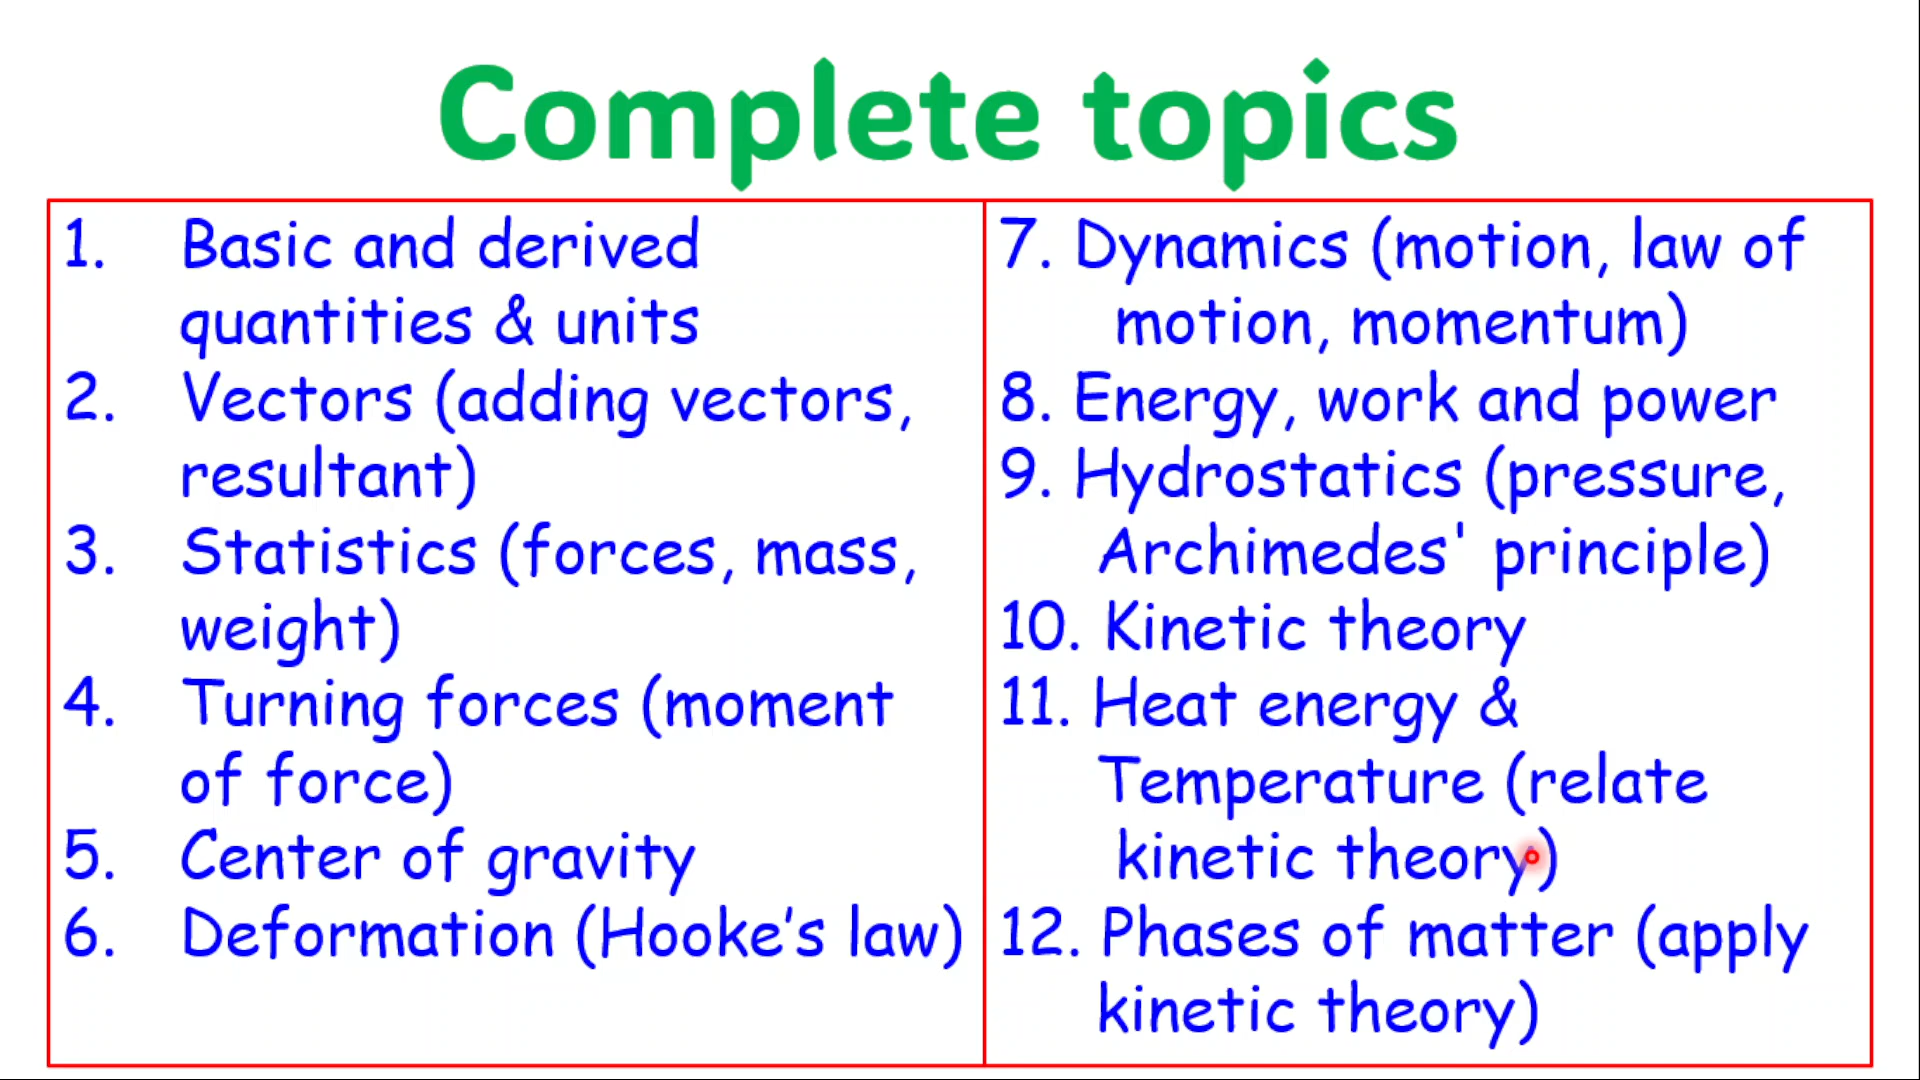 Complete topics
1. Basic and derived
quantities & units
2. Vectors (adding vectors,
resultant)
3. Statistics (forces, mass,
weight)
4. Turning forces (moment
of force)
5. Center of gravity
6. Deformation (Hooke’s law)
7. Dynamics (motion, law of
motion, momentum)
8. Energy, work and power
9. Hydrostatics (pressure,
Archimedes' principle)
10. Kinetic theory
11. Heat energy &
Temperature (relate
kinetic theory)
12. Phases of matter (apply
kinetic theory)